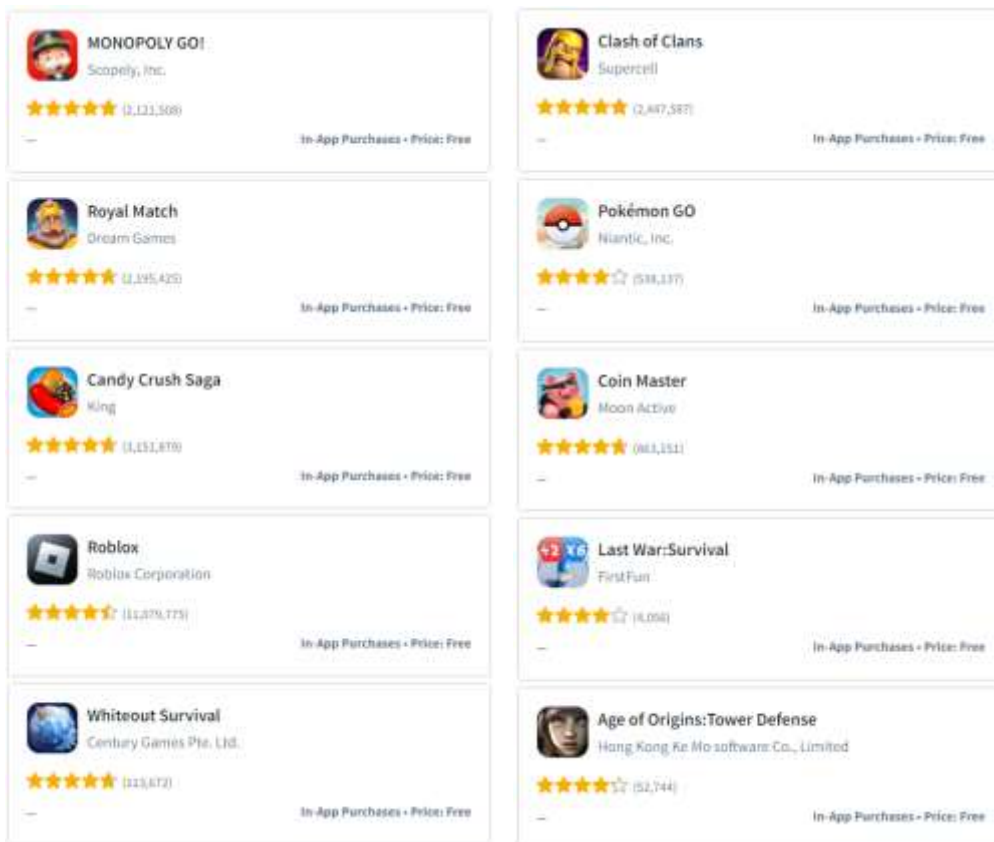 MONOPOLY GO!
Scopely, Inc.
In-App Purchases • Price: Free
Royal Match
Dream Games
In-App Purchases • Price: Free
Candy Crush Saga
King
In-App Purchases • Price: Free
Roblox
Roblox Corporation
In-App Purchases • Price: Free
Whiteout Survival
Century Games Pte. Ltd.
In-App Purchases • Price: Free
Clash of Clans
Supercell
In-App Purchases • Price: Free
Pokémon GO
Niantic, Inc.
In-App Purchases • Price: Free
Coin Master
Moon Active
In-App Purchases • Price: Free
+2 X6
Last War:Survival
FirstFun
In-App Purchases • Price: Free
Age of Origins:Tower Defense
Hong Kong Ke Mo software Co., Limited
(52,744)
In-App Purchases • Price: Free